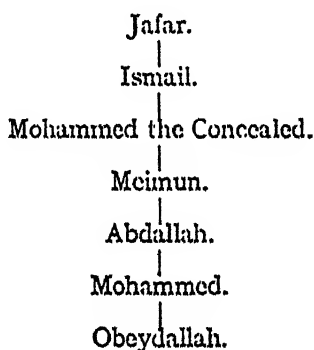 Jafar.
Ismail.
Mohammed the Concealed.
Meimun.
Abdallah.
Mohammed.
Obeydallah.